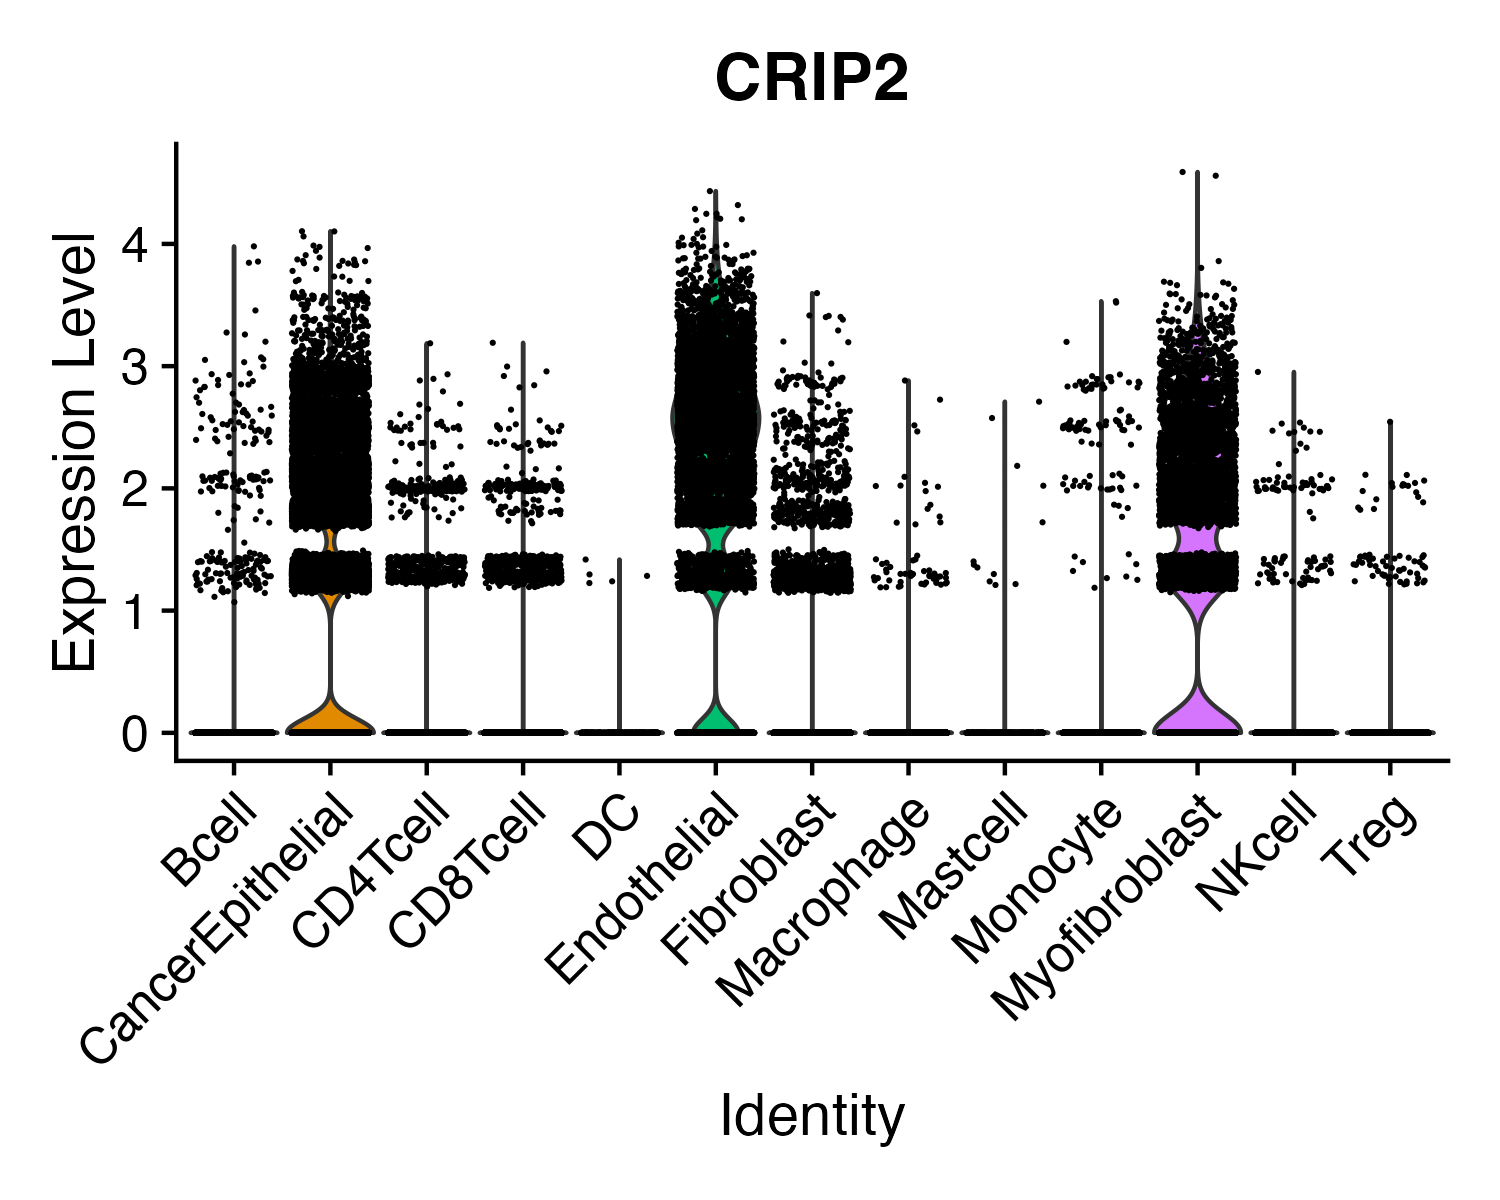 CRIP2
Expression Level
4
3
2
1
0
Bcell
CancerEpithelial
CD4Tcell
CD8Tcell
DC
Endothelial
Fibroblast
Macrophage
Mastcell
Monocyte
Myofibroblast
NKcell
Treg
Identity